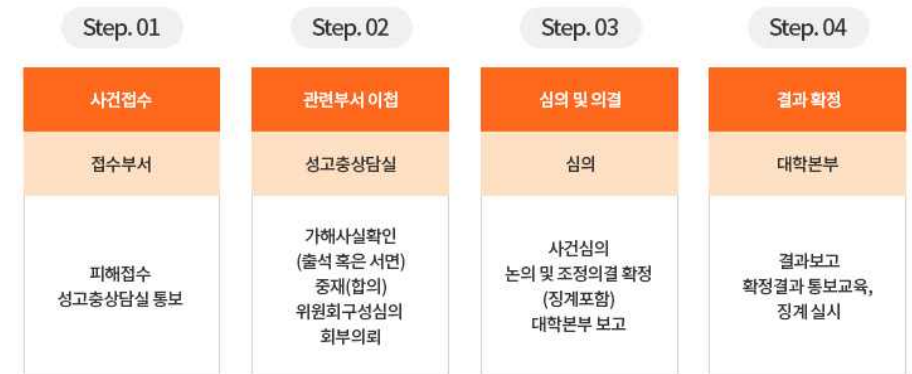 Step. 01
사건접수
접수부서
피해접수
성고충상담실 통보
Step. 02
관련부서 이첩
성고충상담실
가해사실확인
(출석 혹은 서면)
중재(합의)
위원회구성심의
회부의뢰
Step. 03
심의 및 의결
심의
사건심의
논의 및 조정의결 확정
(징계포함)
대학본부 보고
Step. 04
결과 확정
대학본부
결과보고
확정결과 통보교육,
징계 실시